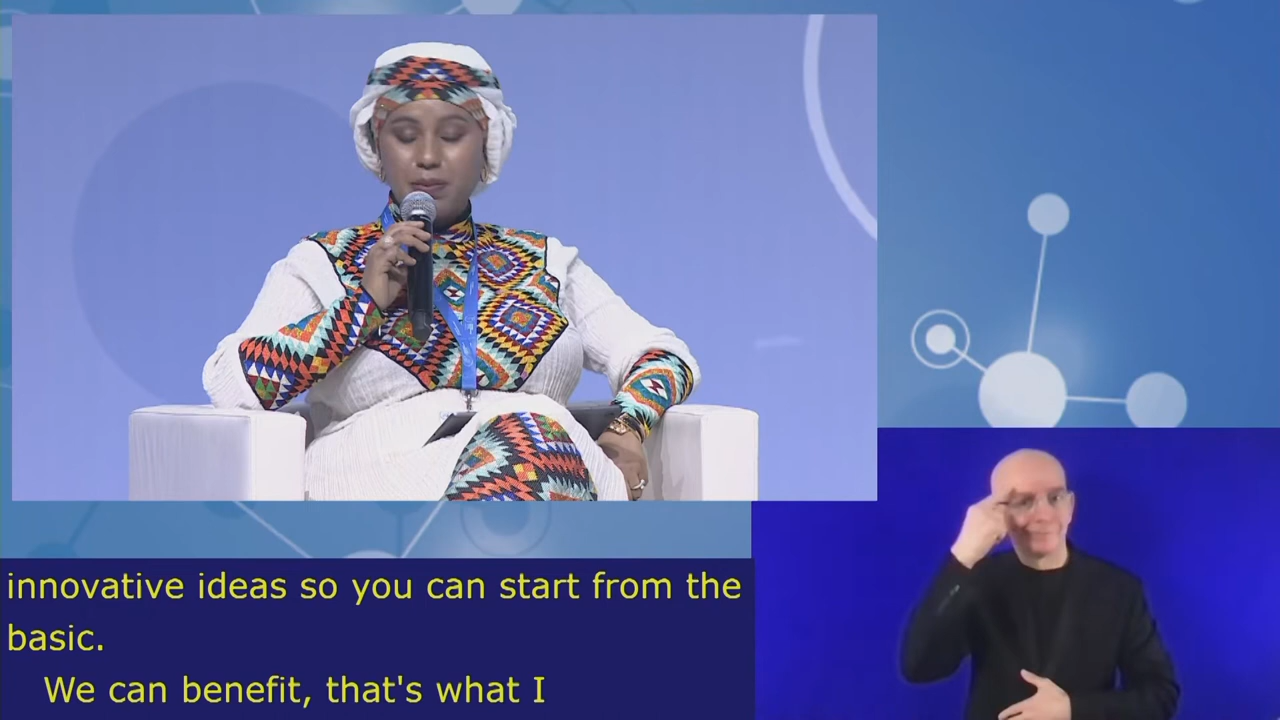 innovative ideas so you can start from the
basic.
We can benefit, that's what I